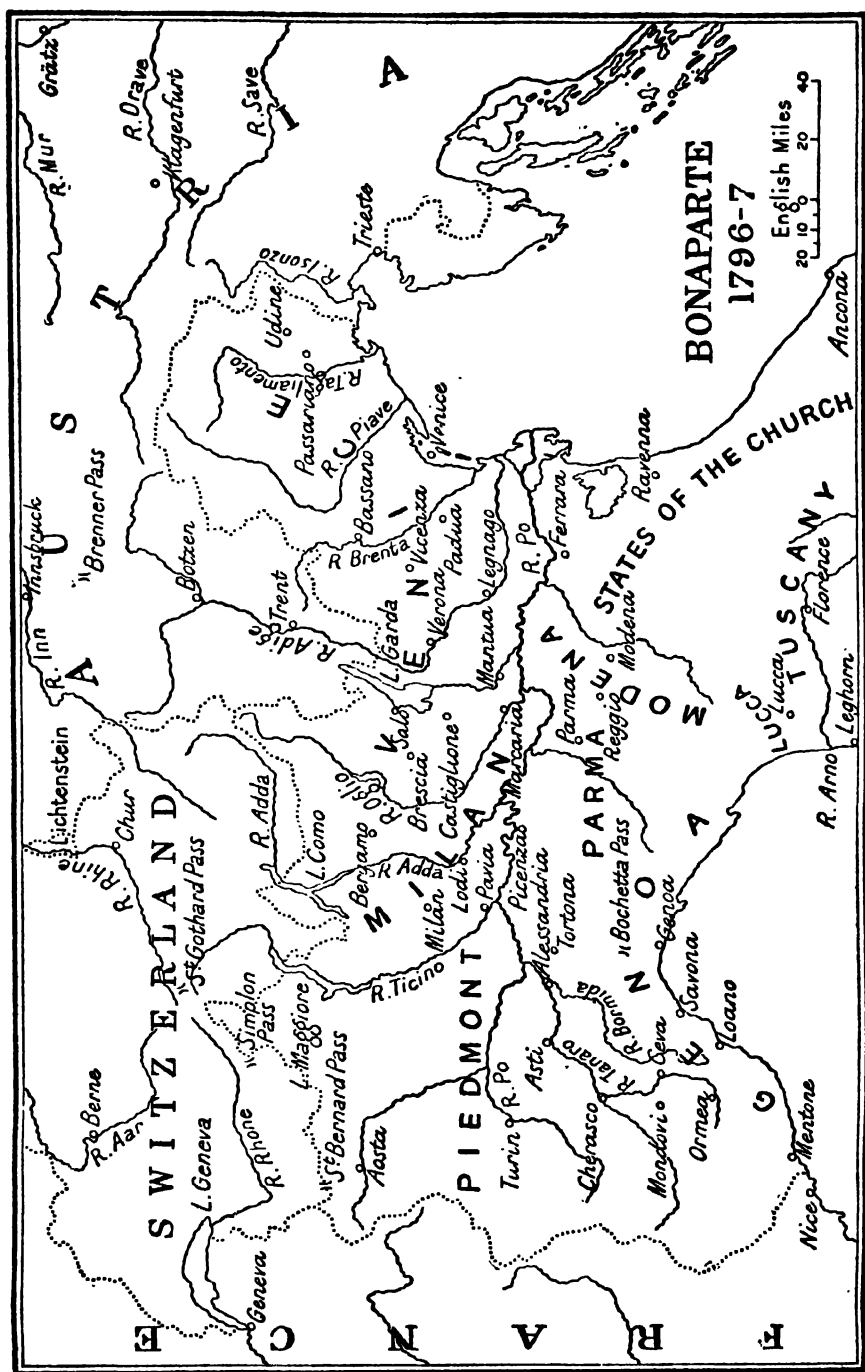 BONAPARTE
1796-7
English Miles
20 10 0 20 40
FRANCE
SWITZERLAND
AUSTRIA
PIEDMONT
MILAN
VENICE
PARMA
MODENA
GENOA
LUCCA
TUSCANY
STATES OF THE CHURCH
Berne
R. Aar
L. Geneva
Geneva
R. Rhone
Simplon
Pass
St Gothard Pass
L. Maggiore
St Bernard Pass
Aosta
R. Rhine
Lichtenstein
Chur
R. Inn
Innsbruck
Brenner Pass
Botzen
R. Adige
Trent
R. Adda
L. Como
Bergamo
R. Oglio
R Adda
Milan
R. Ticino
Lodi
Pavia
Picenzas
Brescia
Castiglione
Salo
L. Garda
Verona
Mantua
Legnago
Marcaria
R Brenta
Bassano
Vicenza
Padua
Venice
R. Piave
Passariano
R. Tagliamento
Udine
R. Isonzo
Trieste
R. Mur
Grätz
R. Drave
Klagenfurt
R. Save
Turin
R. Po
Asti
Alessandria
Tortona
R. Tanaro
R. Bormida
Cherasco
Mondovi
Ceva
Ormea
Bochetta Pass
Genoa
Savona
Loano
Mentone
Nice
Parma
Reggio
Modena
R. Po
Ferrara
Ravenna
Lucca
Florence
R. Arno
Leghorn
Ancona